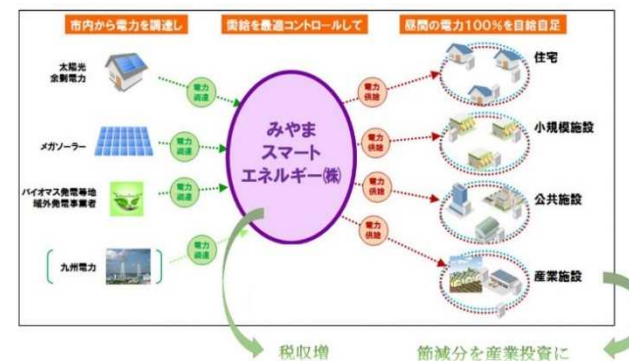 市内から電力を調達し
需給を最適コントロールして
昼間の電力100％を自給自足
太陽光
余剰電力
電力
調達
メガソーラー
電力
調達
バイオマス発電等地
域外発電事業者
電力
調達
九州電力
電力
調達
みやま
スマート
エネルギー㈱
電力
供給
住宅
電力
供給
小規模施設
電力
供給
公共施設
電力
供給
産業施設
税収増
節減分を産業投資に